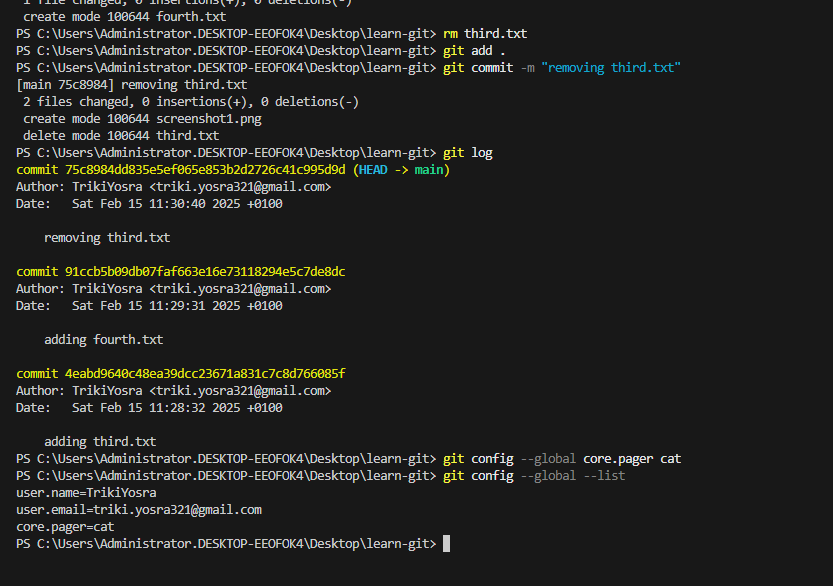 1 file changed, 0 insertions(+), 0 deletions(-)
create mode 100644 fourth.txt
PS C:\Users\Administrator.DESKTOP-EEOFOK4\Desktop\learn-git> rm third.txt
PS C:\Users\Administrator.DESKTOP-EEOFOK4\Desktop\learn-git> git add .
PS C:\Users\Administrator.DESKTOP-EEOFOK4\Desktop\learn-git> git commit -m "removing third.txt"
[main 75c8984] removing third.txt
2 files changed, 0 insertions(+), 0 deletions(-)
create mode 100644 screenshot1.png
delete mode 100644 third.txt
PS C:\Users\Administrator.DESKTOP-EEOFOK4\Desktop\learn-git> git log
commit 75c8984dd835e5ef065e853b2d2726c41c995d9d (HEAD -> main)
Author: TrikiYosra <triki.yosra321@gmail.com>
Date:   Sat Feb 15 11:30:40 2025 +0100
removing third.txt
commit 91ccb5b09db07faf663e16e73118294e5c7de8dc
Author: TrikiYosra <triki.yosra321@gmail.com>
Date:   Sat Feb 15 11:29:31 2025 +0100
adding fourth.txt
commit 4eabd9640c48ea39dcc23671a831c7c8d766085f
Author: TrikiYosra <triki.yosra321@gmail.com>
Date:   Sat Feb 15 11:28:32 2025 +0100
adding third.txt
PS C:\Users\Administrator.DESKTOP-EEOFOK4\Desktop\learn-git> git config --global core.pager cat
PS C:\Users\Administrator.DESKTOP-EEOFOK4\Desktop\learn-git> git config --global --list
user.name=TrikiYosra
user.email=triki.yosra321@gmail.com
core.pager=cat
PS C:\Users\Administrator.DESKTOP-EEOFOK4\Desktop\learn-git>